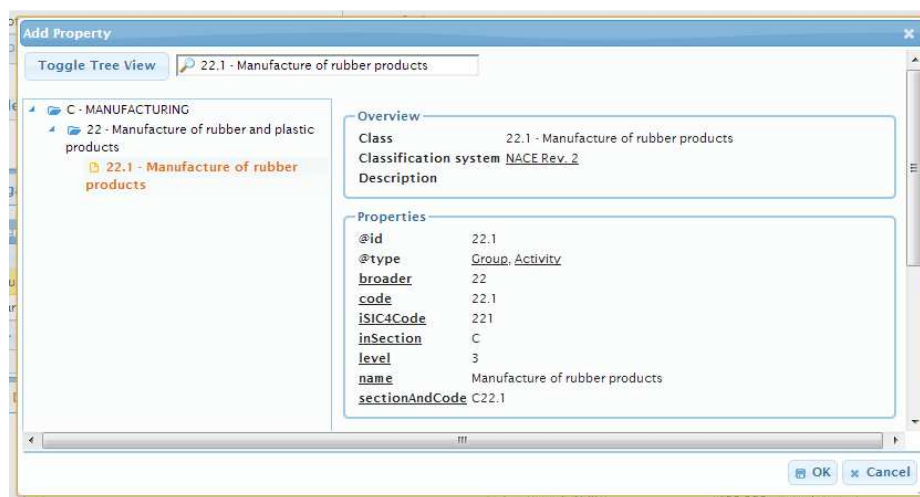 Add Property
Toggle Tree View
22.1 - Manufacture of rubber products
C - MANUFACTURING
22 - Manufacture of rubber and plastic
products
22.1 - Manufacture of rubber
products
Overview
Class 22.1 - Manufacture of rubber products
Classification system NACE Rev. 2
Description
Properties
@id 22.1
@type Group, Activity
broader 22
code 22.1
iSIC4Code 221
inSection C
level 3
name Manufacture of rubber products
sectionAndCode C22.1
OK Cancel